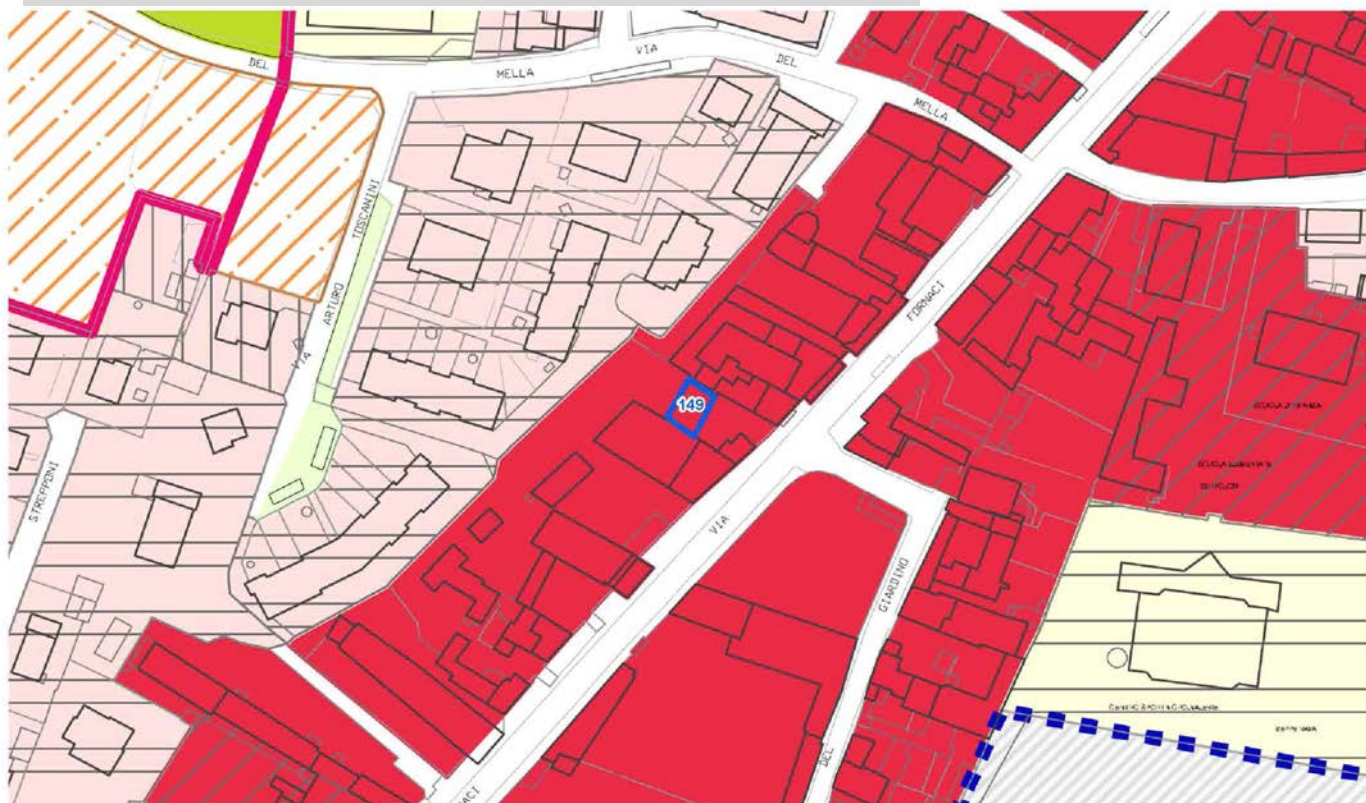 VIA
DEL
DEL
MELLA
MELLA
TOSCANINI
ARTURO
VIA
FORNACI
149
STREPPONI
VIA
GIARDINO
DEL
NACI